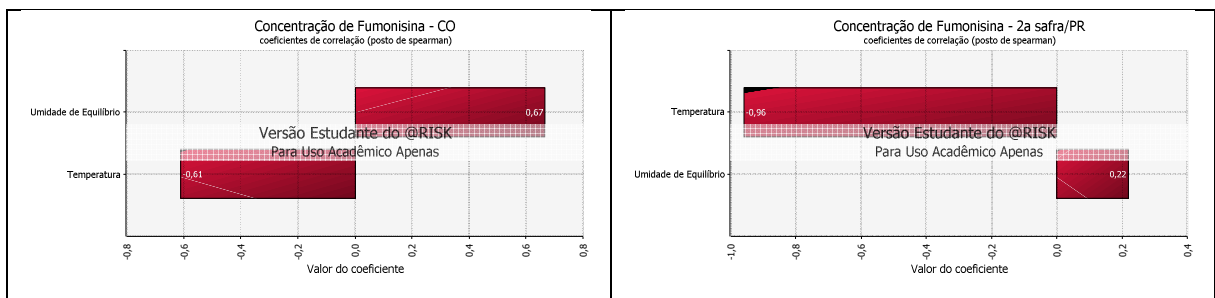 Concentração de Fumonisina - CO
coeficientes de correlação (posto de spearman)
Umidade de Equilíbrio
0,67
Versão Estudante do @RISK
Para Uso Acadêmico Apenas
Temperatura
-0,61
-0,8
-0,6
-0,4
-0,2
0,0
0,2
0,4
0,6
0,8
Valor do coeficiente
Concentração de Fumonisina - 2a safra/PR
coeficientes de correlação (posto de spearman)
Temperatura
-0,96
Versão Estudante do @RISK
Para Uso Acadêmico Apenas
Umidade de Equilíbrio
0,22
-1,0
-0,8
-0,6
-0,4
-0,2
0,0
0,2
0,4
Valor do coeficiente